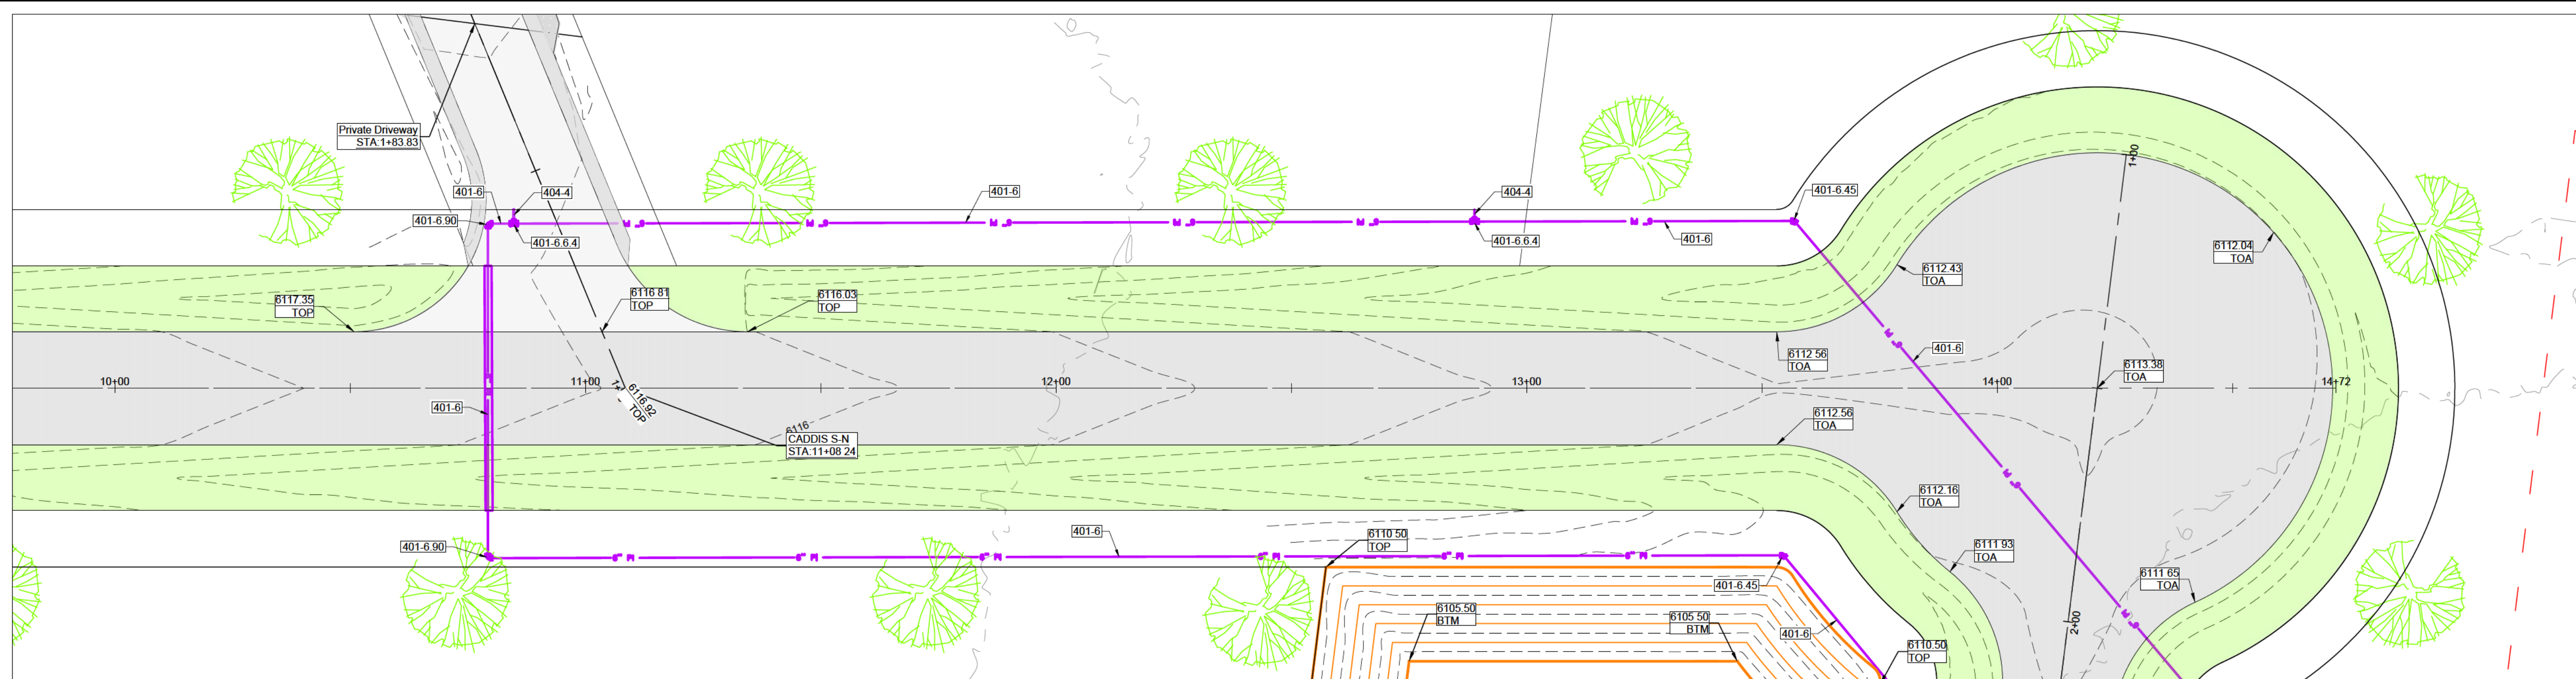 Private Driveway
STA:1+83.83
401-6
404-4
401-6.90
401-6.6.4
401-6
404-4
401-6.6.4
401-6
401-6.45
1+00
6112.04
TOA
6112.43
TOA
6117.35
TOP
6116 81
TOP
6116.03
TOP
6112 56
TOA
401-6
6113.38
TOA
10+00
11+00
12+00
13+00
14+00
14+72
6116.92
TOP
401-6
6116
CADDIS S-N
STA:11+08 24
6112.56
TOA
6112.16
TOA
401-6.90
401-6
6110 50
TOP
6111 93
TOA
6111 65
TOA
401-6.45
6105.50
BTM
6105 50
BTM
401-6
2+00
6110.50
TOP